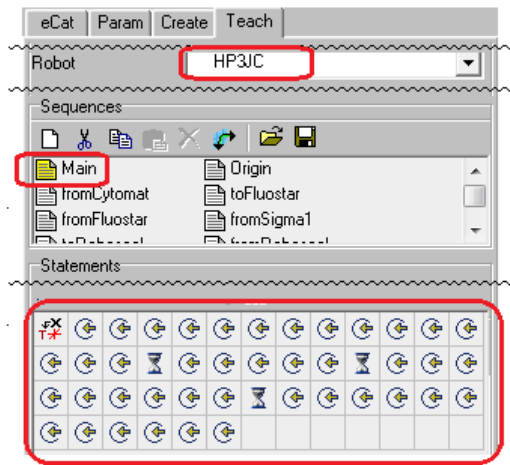 eCat Param Create Teach
Robot HP3JC
Sequences
Main Origin
fromCytomat toFluostar
fromFluostar fromSigma1
Statements